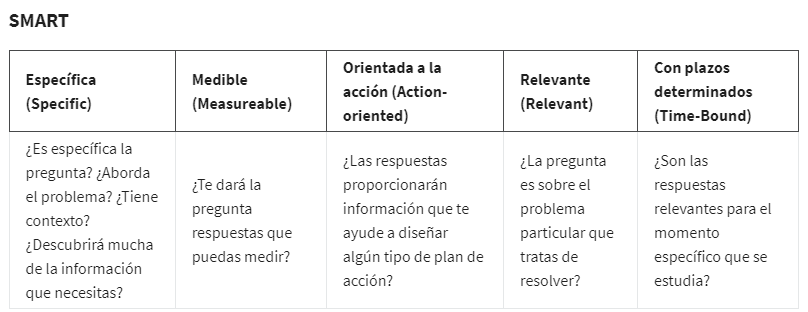 SMART
Específica
(Specific)
Medible
(Measureable)
Orientada a la
acción (Action-
oriented)
Relevante
(Relevant)
Con plazos
determinados
(Time-Bound)
¿Es específica la
pregunta? ¿Aborda
el problema? ¿Tiene
contexto?
¿Descubrirá mucha
de la información
que necesitas?
¿Te dará la
pregunta
respuestas que
puedas medir?
¿Las respuestas
proporcionarán
información que te
ayude a diseñar
algún tipo de plan de
acción?
¿La pregunta
es sobre el
problema
particular que
tratas de
resolver?
¿Son las
respuestas
relevantes para el
momento
específico que se
estudia?